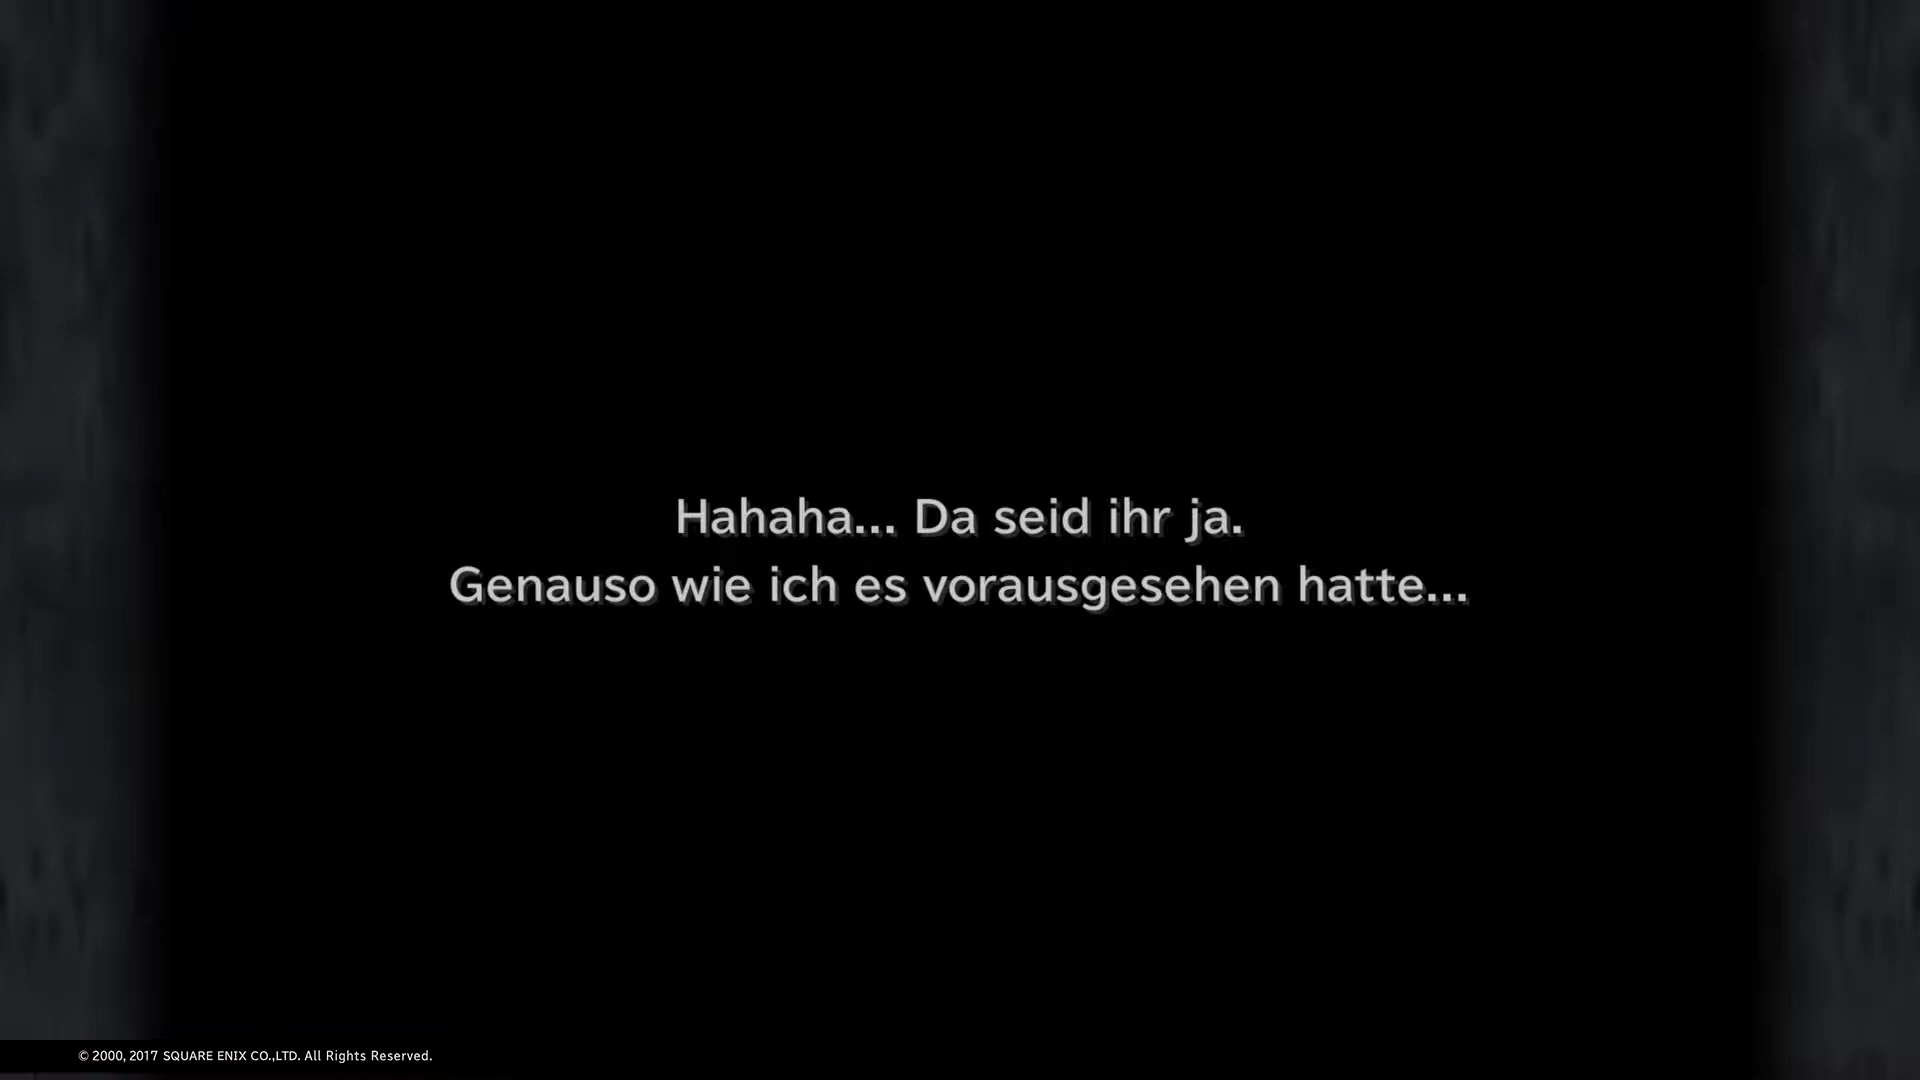 Hahaha... Da seid ihr ja.
Genauso wie ich es vorausgesehen hatte...
© 2000, 2017 SQUARE ENIX CO.,LTD. All Rights Reserved.